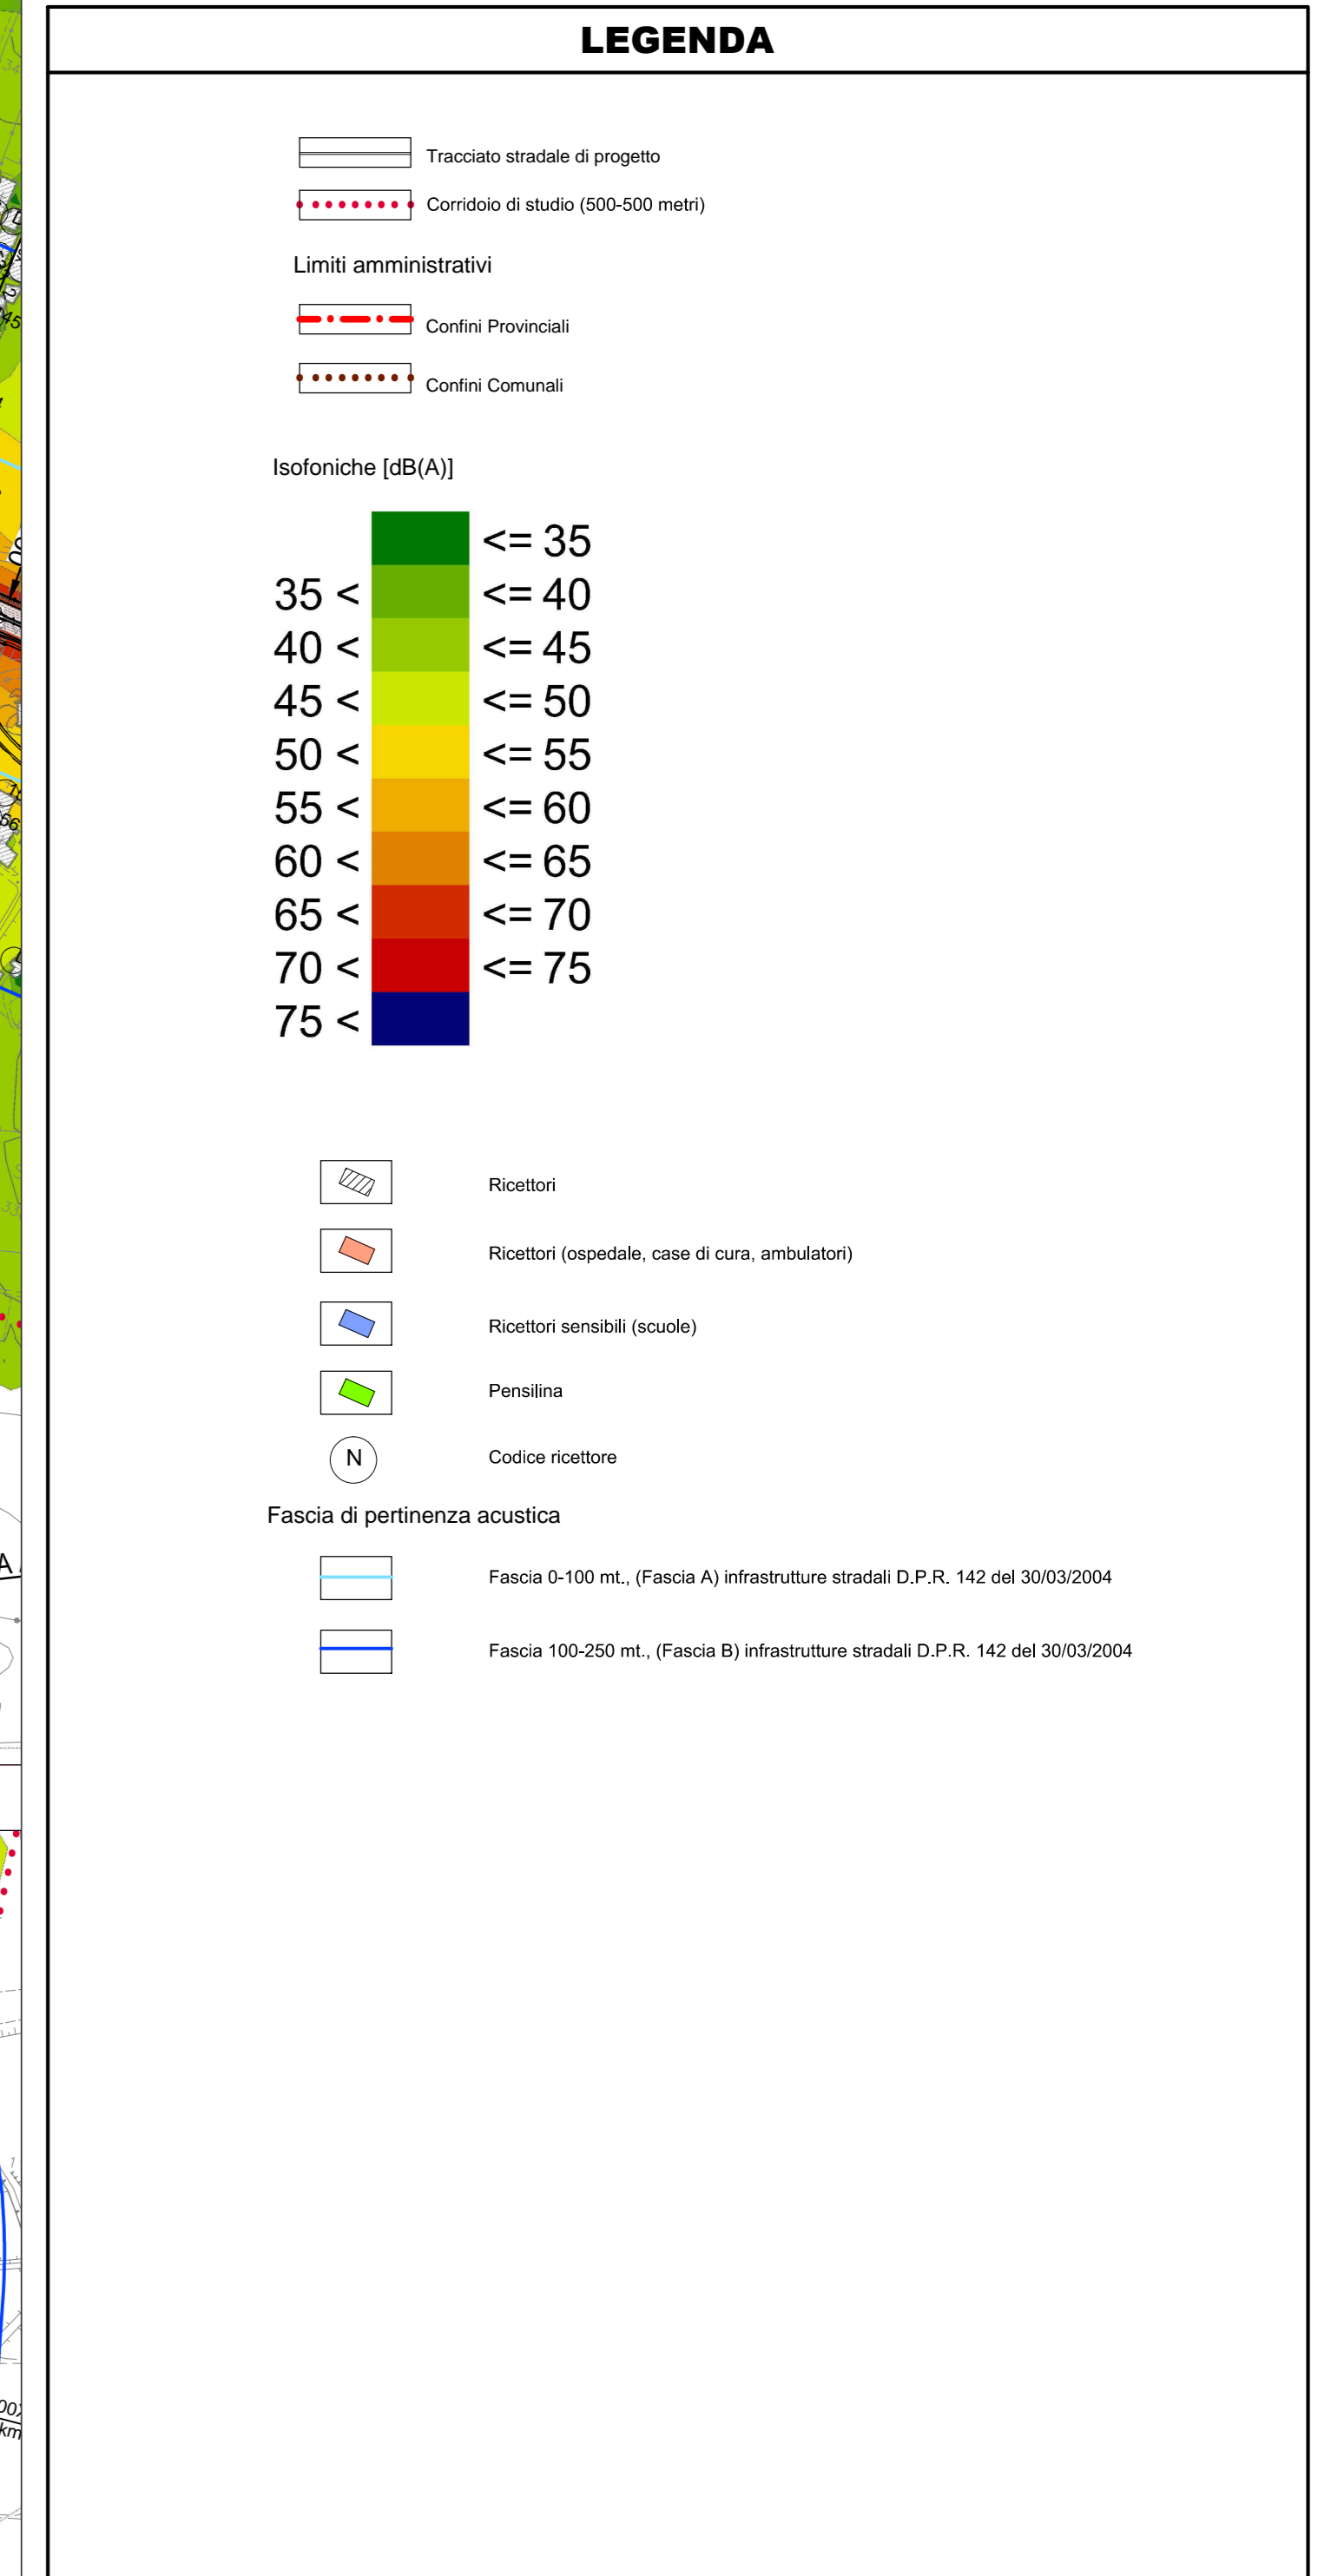 LEGENDA
Tracciato stradale di progetto
Corridoio di studio (500-500 metri)
Limiti amministrativi
Confini Provinciali
Confini Comunali
Isofoniche [dB(A)]
<= 35
35 < <= 40
40 < <= 45
45 < <= 50
50 < <= 55
55 < <= 60
60 < <= 65
65 < <= 70
70 < <= 75
75 <
Ricettori
Ricettori (ospedale, case di cura, ambulatori)
Ricettori sensibili (scuole)
Pensilina
N Codice ricettore
Fascia di pertinenza acustica
Fascia 0-100 mt., (Fascia A) infrastrutture stradali D.P.R. 142 del 30/03/2004
Fascia 100-250 mt., (Fascia B) infrastrutture stradali D.P.R. 142 del 30/03/2004
A
km